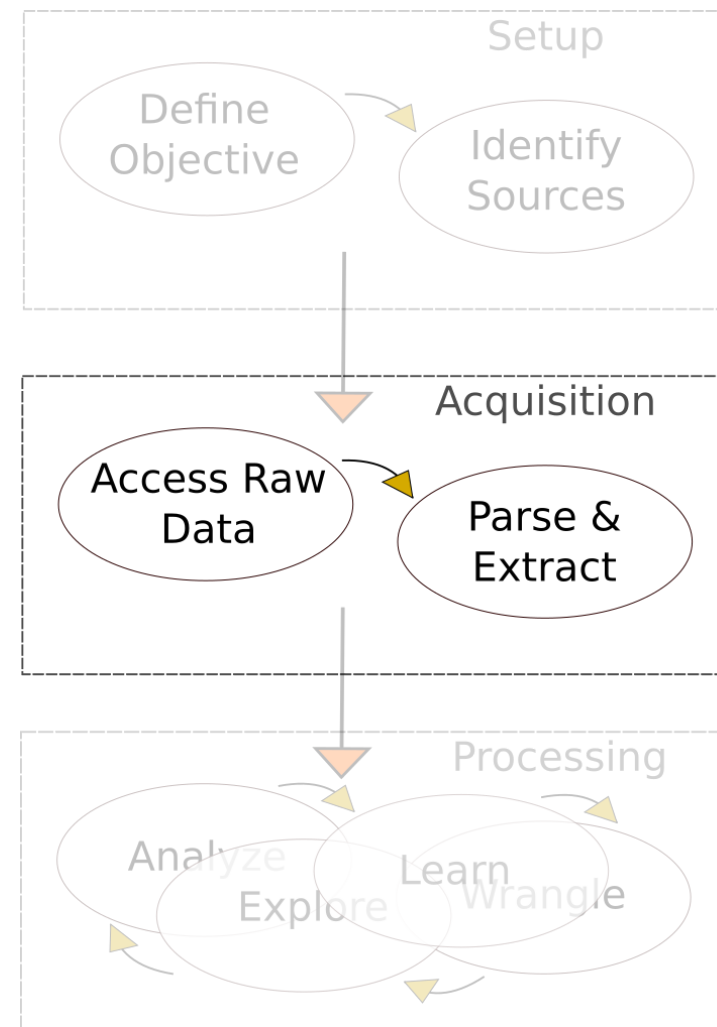 Setup
Define
Objective
Identify
Sources
Acquisition
Access Raw
Data
Parse &
Extract
Processing
Analyze
Learn
Wrangle
Explore